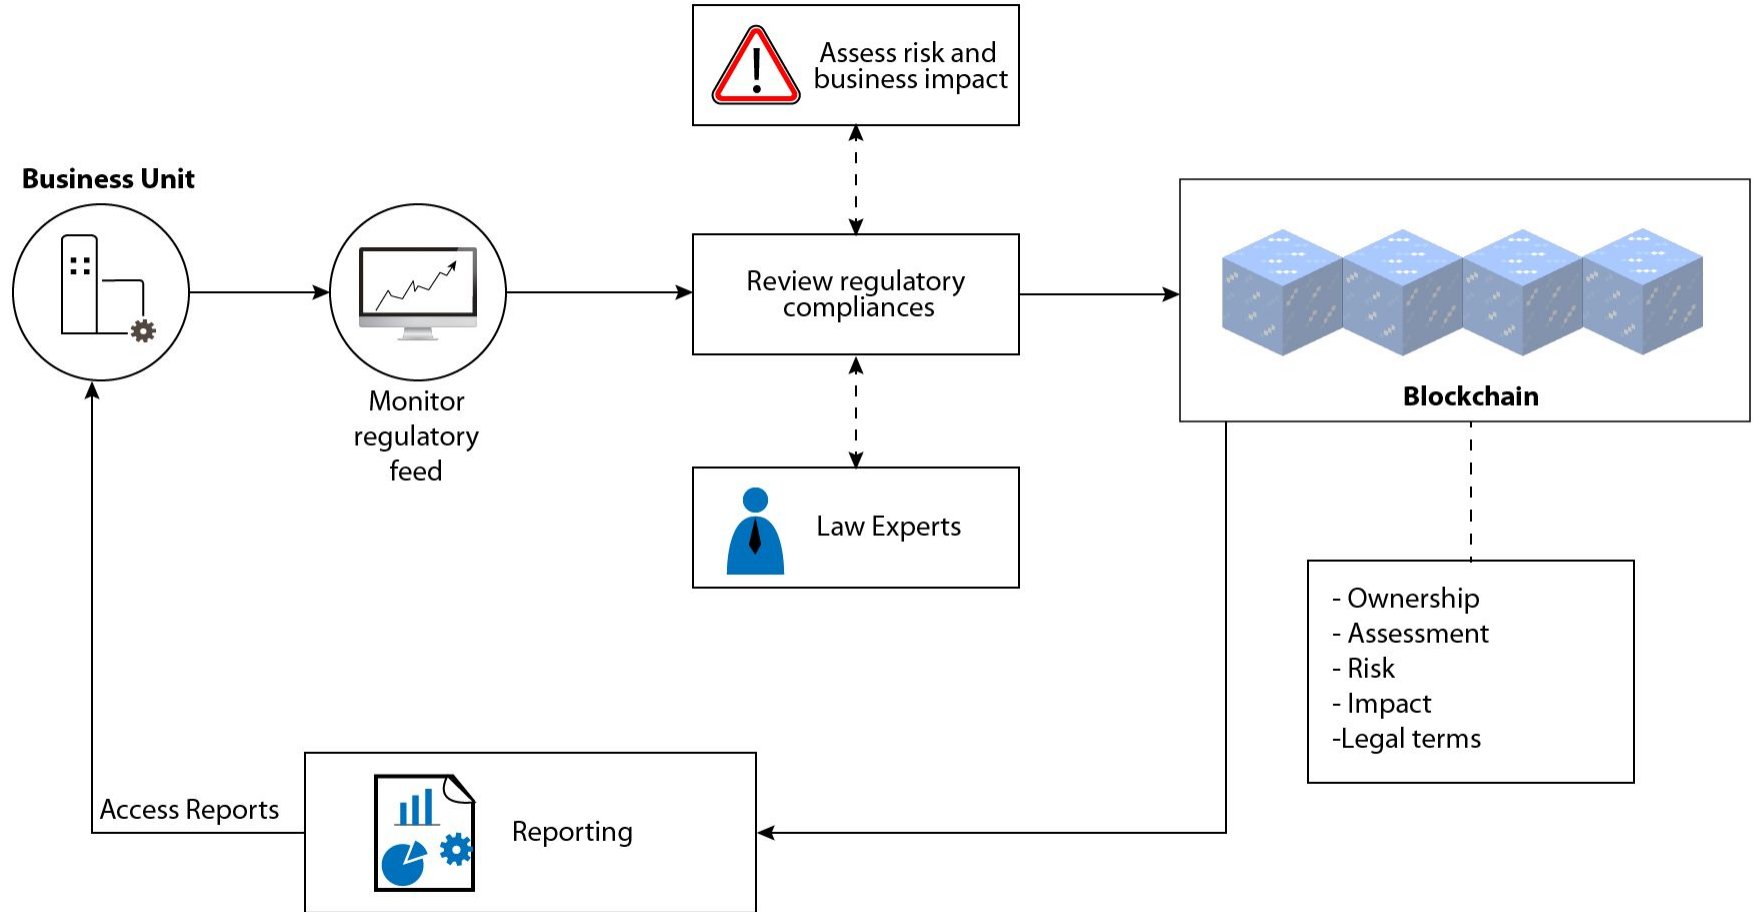 Assess risk and
business impact
Business Unit
Review regulatory
compliances
Monitor
regulatory
feed
Blockchain
Law Experts
- Ownership
- Assessment
- Risk
- Impact
-Legal terms
Access Reports
Reporting